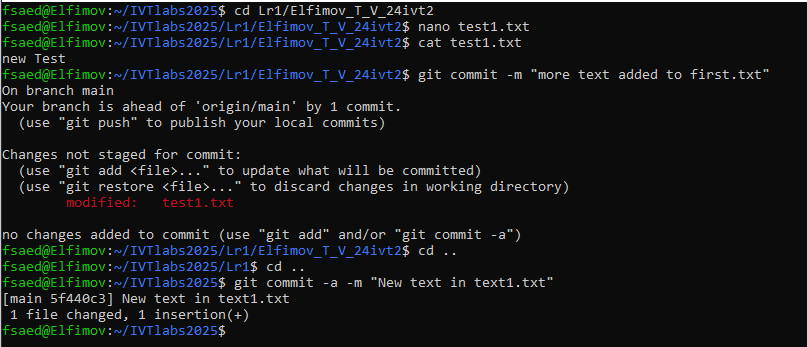 fsaed@Elfimov:~/IVTlabs2025$ cd Lr1/Elfimov_T_V_24ivt2
fsaed@Elfimov:~/IVTlabs2025/Lr1/Elfimov_T_V_24ivt2$ nano test1.txt
fsaed@Elfimov:~/IVTlabs2025/Lr1/Elfimov_T_V_24ivt2$ cat test1.txt
new Test
fsaed@Elfimov:~/IVTlabs2025/Lr1/Elfimov_T_V_24ivt2$ git commit -m "more text added to first.txt"
On branch main
Your branch is ahead of 'origin/main' by 1 commit.
  (use "git push" to publish your local commits)

Changes not staged for commit:
  (use "git add <file>..." to update what will be committed)
  (use "git restore <file>..." to discard changes in working directory)
        modified:   test1.txt

no changes added to commit (use "git add" and/or "git commit -a")
fsaed@Elfimov:~/IVTlabs2025/Lr1/Elfimov_T_V_24ivt2$ cd ..
fsaed@Elfimov:~/IVTlabs2025/Lr1$ cd ..
fsaed@Elfimov:~/IVTlabs2025$ git commit -a -m "New text in text1.txt"
[main 5f440c3] New text in text1.txt
 1 file changed, 1 insertion(+)
fsaed@Elfimov:~/IVTlabs2025$